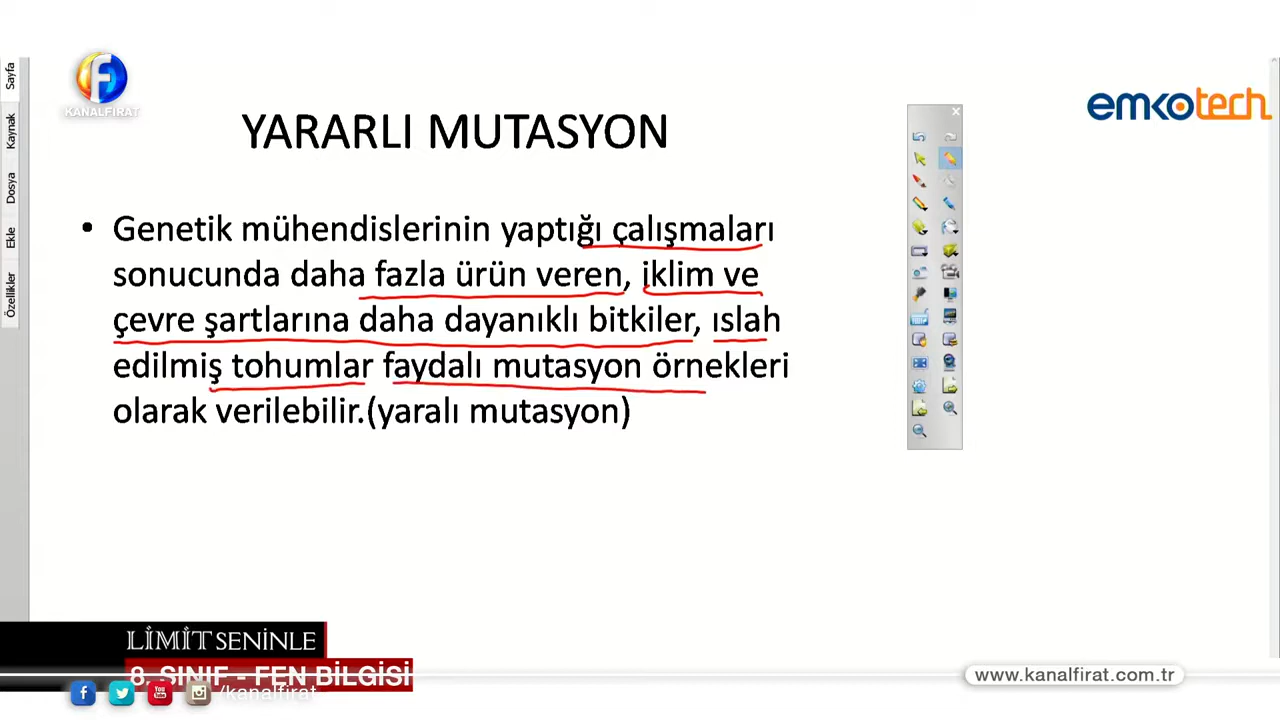 KANALFIRAT
emkotech
Sayfa
Kaynak
Dosya
Ekle
Özellikler
YARARLI MUTASYON
• Genetik mühendislerinin yaptığı çalışmaları
sonucunda daha fazla ürün veren, iklim ve
çevre şartlarına daha dayanıklı bitkiler, ıslah
edilmiş tohumlar faydalı mutasyon örnekleri
olarak verilebilir.(yaralı mutasyon)
LİMİT SENİNLE
8. SINIF - FEN BİLGİSİ
/kanalfirat
www.kanalfirat.com.tr